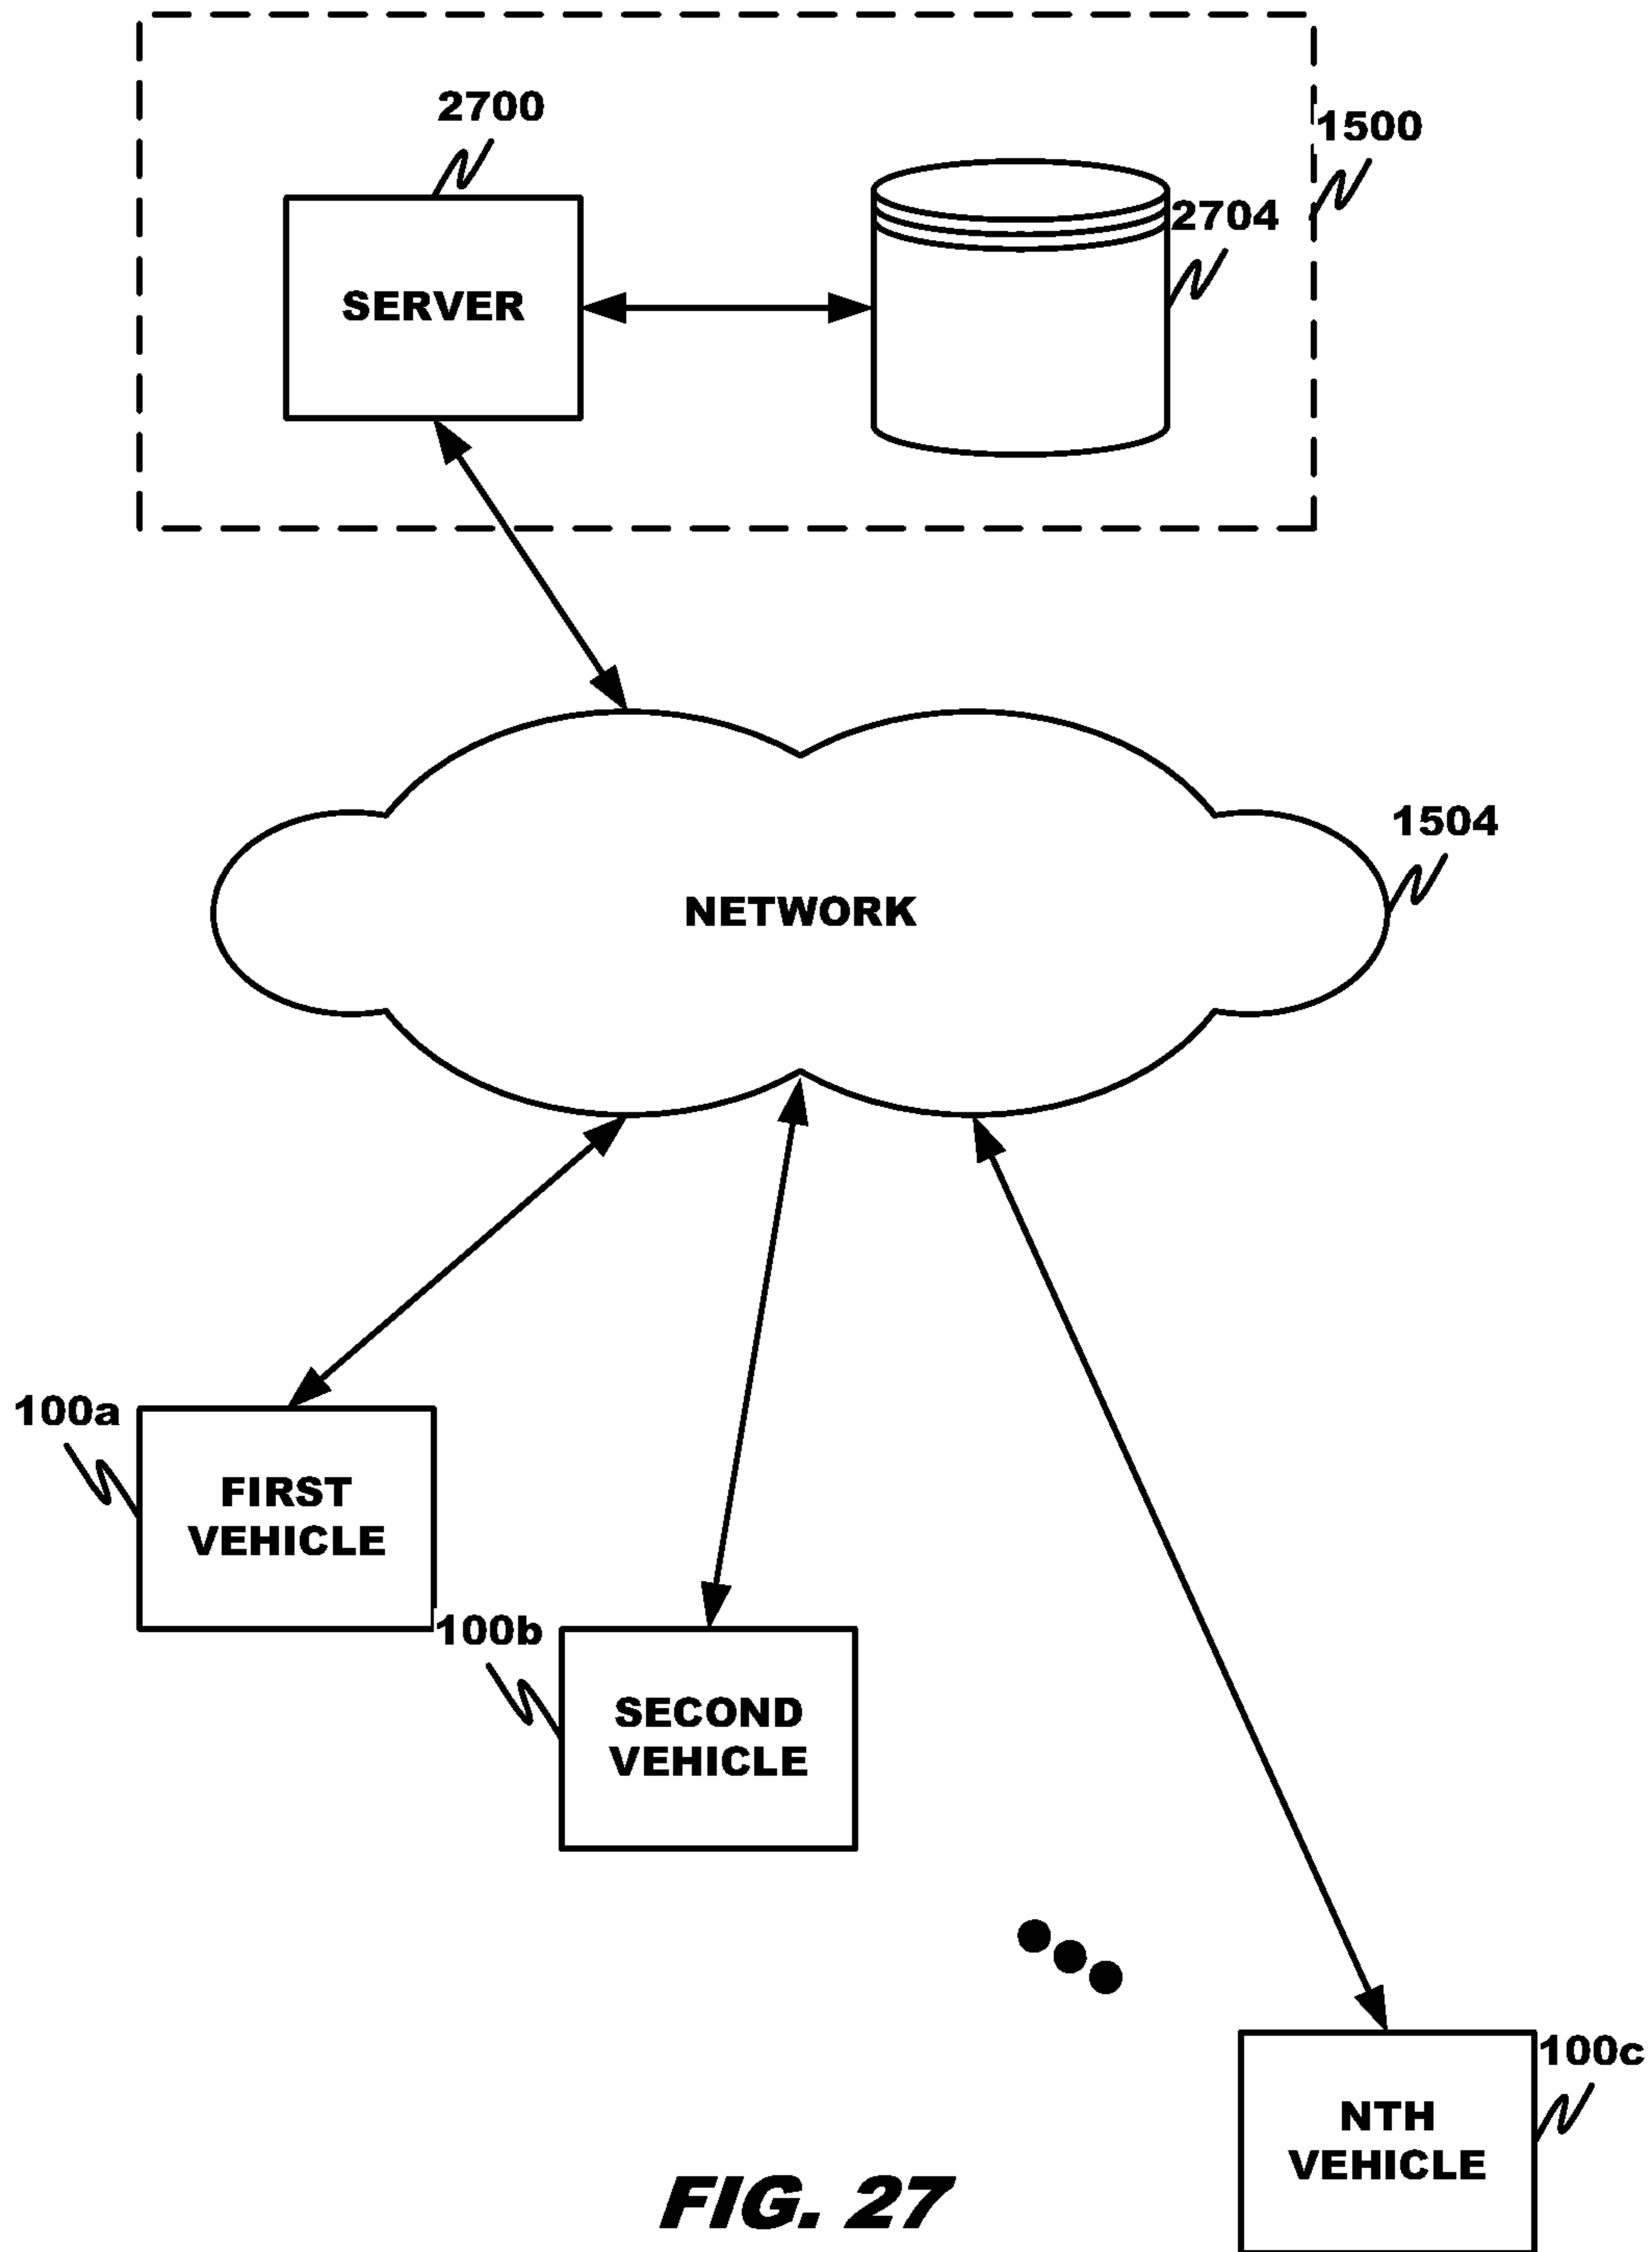 2700
1500
2704
SERVER
1504
NETWORK
100a
FIRST
VEHICLE
100b
SECOND
VEHICLE
100c
NTH
VEHICLE
FIG. 27